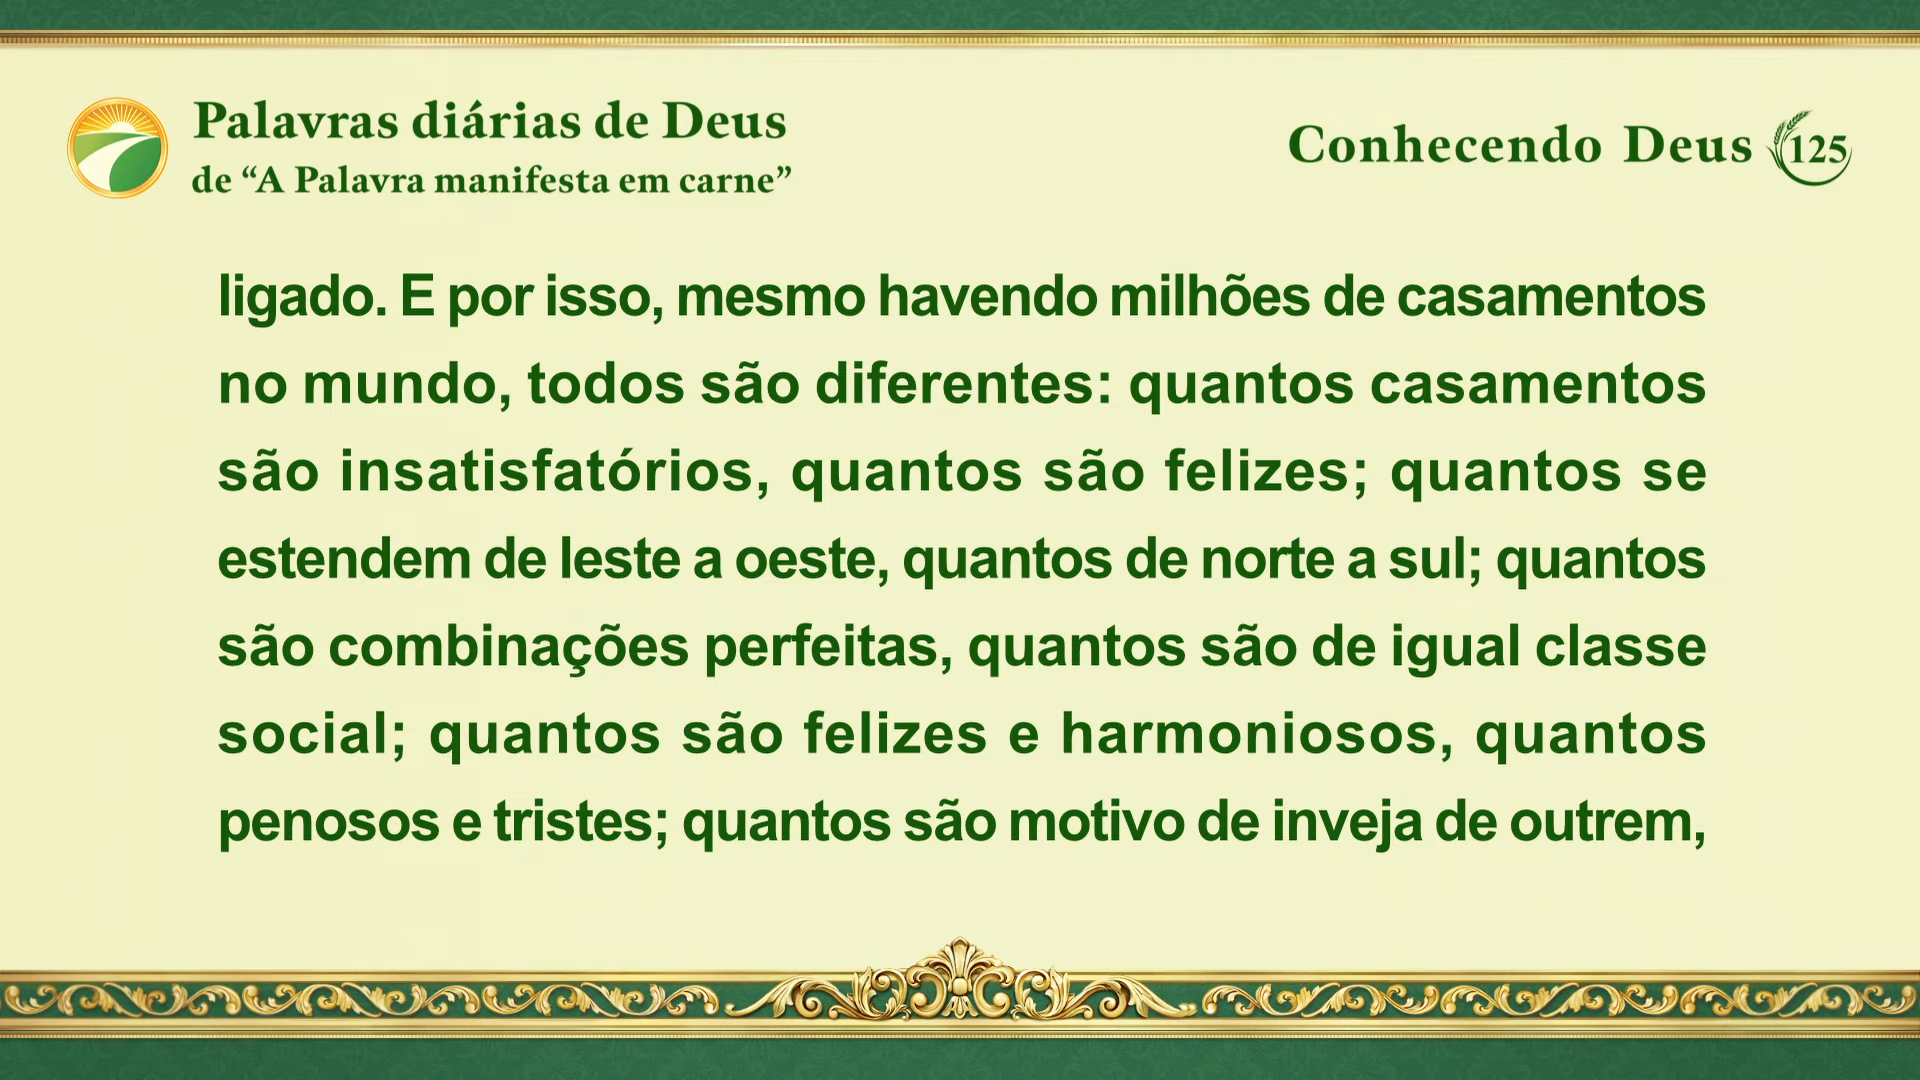 Palavras diárias de Deus
de “A Palavra manifesta em carne”
Conhecendo Deus 125
ligado. E por isso, mesmo havendo milhões de casamentos
no mundo, todos são diferentes: quantos casamentos
são insatisfatórios, quantos são felizes; quantos se
estendem de leste a oeste, quantos de norte a sul; quantos
são combinações perfeitas, quantos são de igual classe
social; quantos são felizes e harmoniosos, quantos
penosos e tristes; quantos são motivo de inveja de outrem,